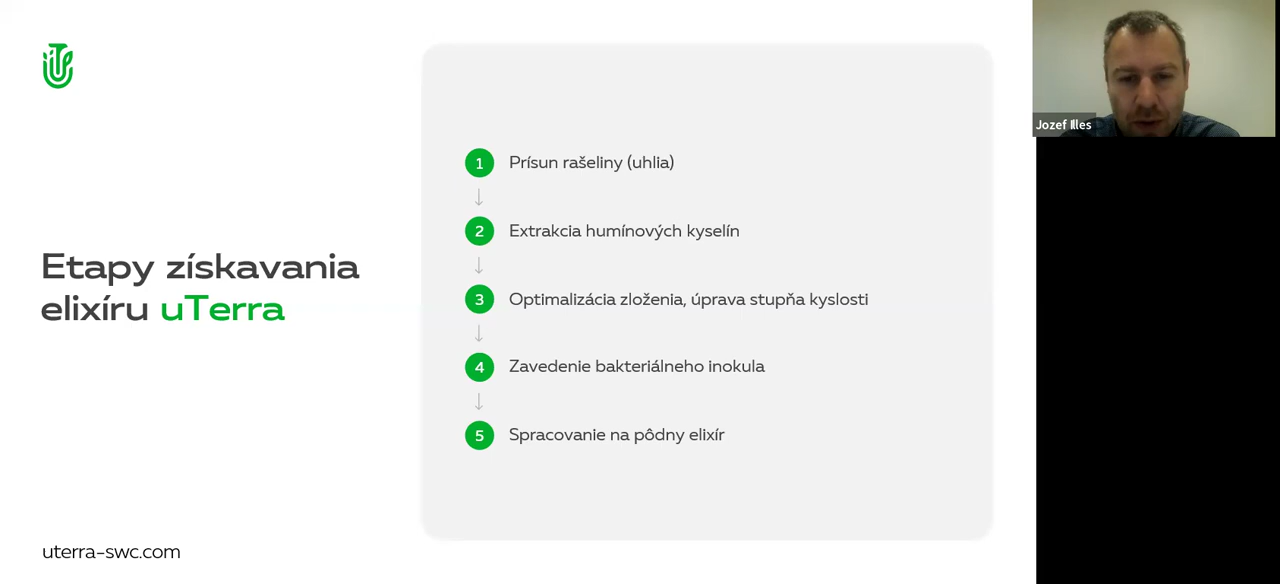 Etapy získavania
elixíru uTerra
1 Prísun rašeliny (uhlia)
2 Extrakcia humínových kyselín
3 Optimalizácia zloženia, úprava stupňa kyslosti
4 Zavedenie bakteriálneho inokula
5 Spracovanie na pôdny elixír
uterra-swc.com
Jozef Illes